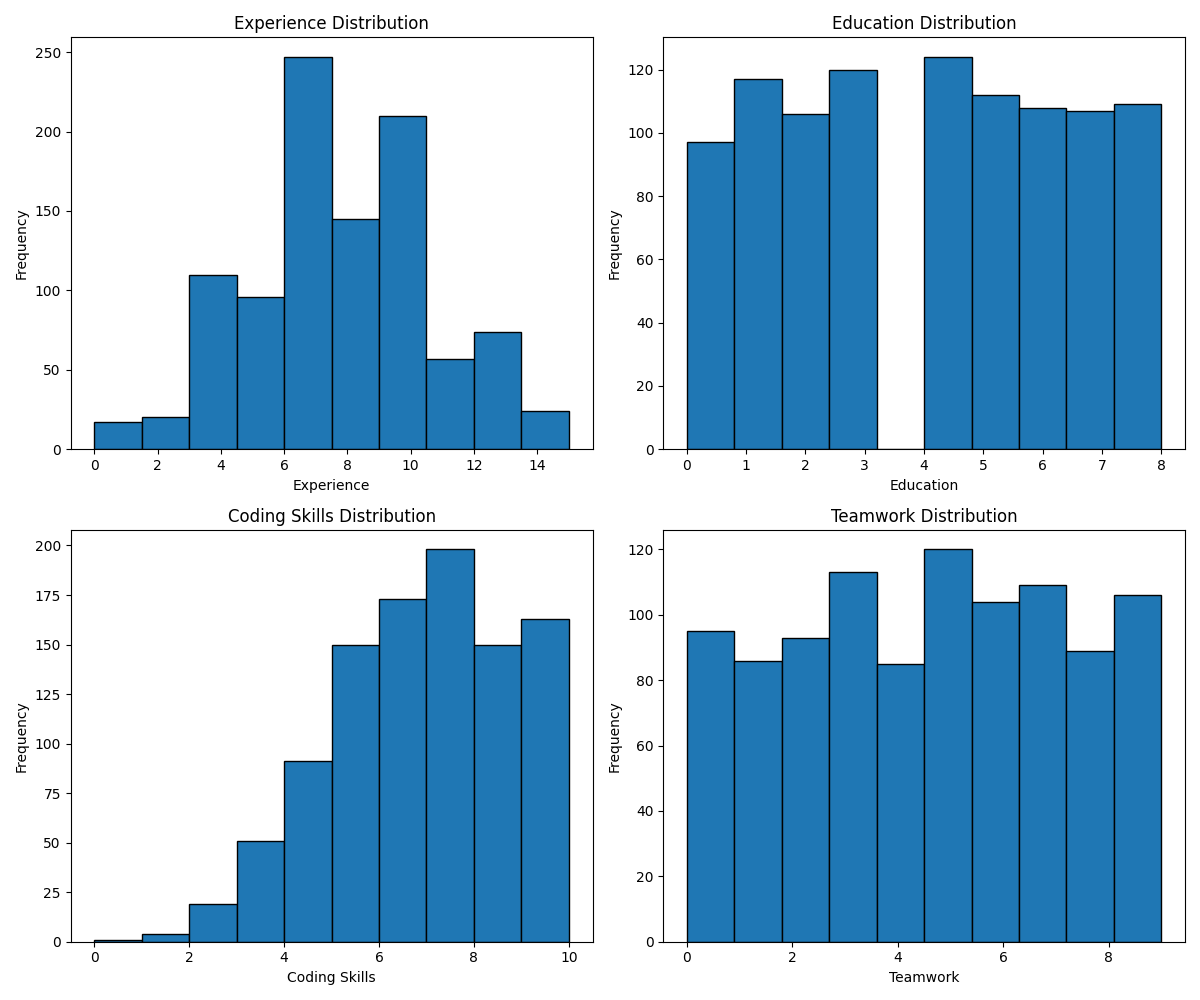 Experience Distribution
250
200
150
100
50
0
Frequency
0 2 4 6 8 10 12 14
Experience
Education Distribution
120
100
80
60
40
20
0
Frequency
0 1 2 3 4 5 6 7 8
Education
Coding Skills Distribution
200
175
150
125
100
75
50
25
0
Frequency
0 2 4 6 8 10
Coding Skills
Teamwork Distribution
120
100
80
60
40
20
0
Frequency
0 2 4 6 8
Teamwork